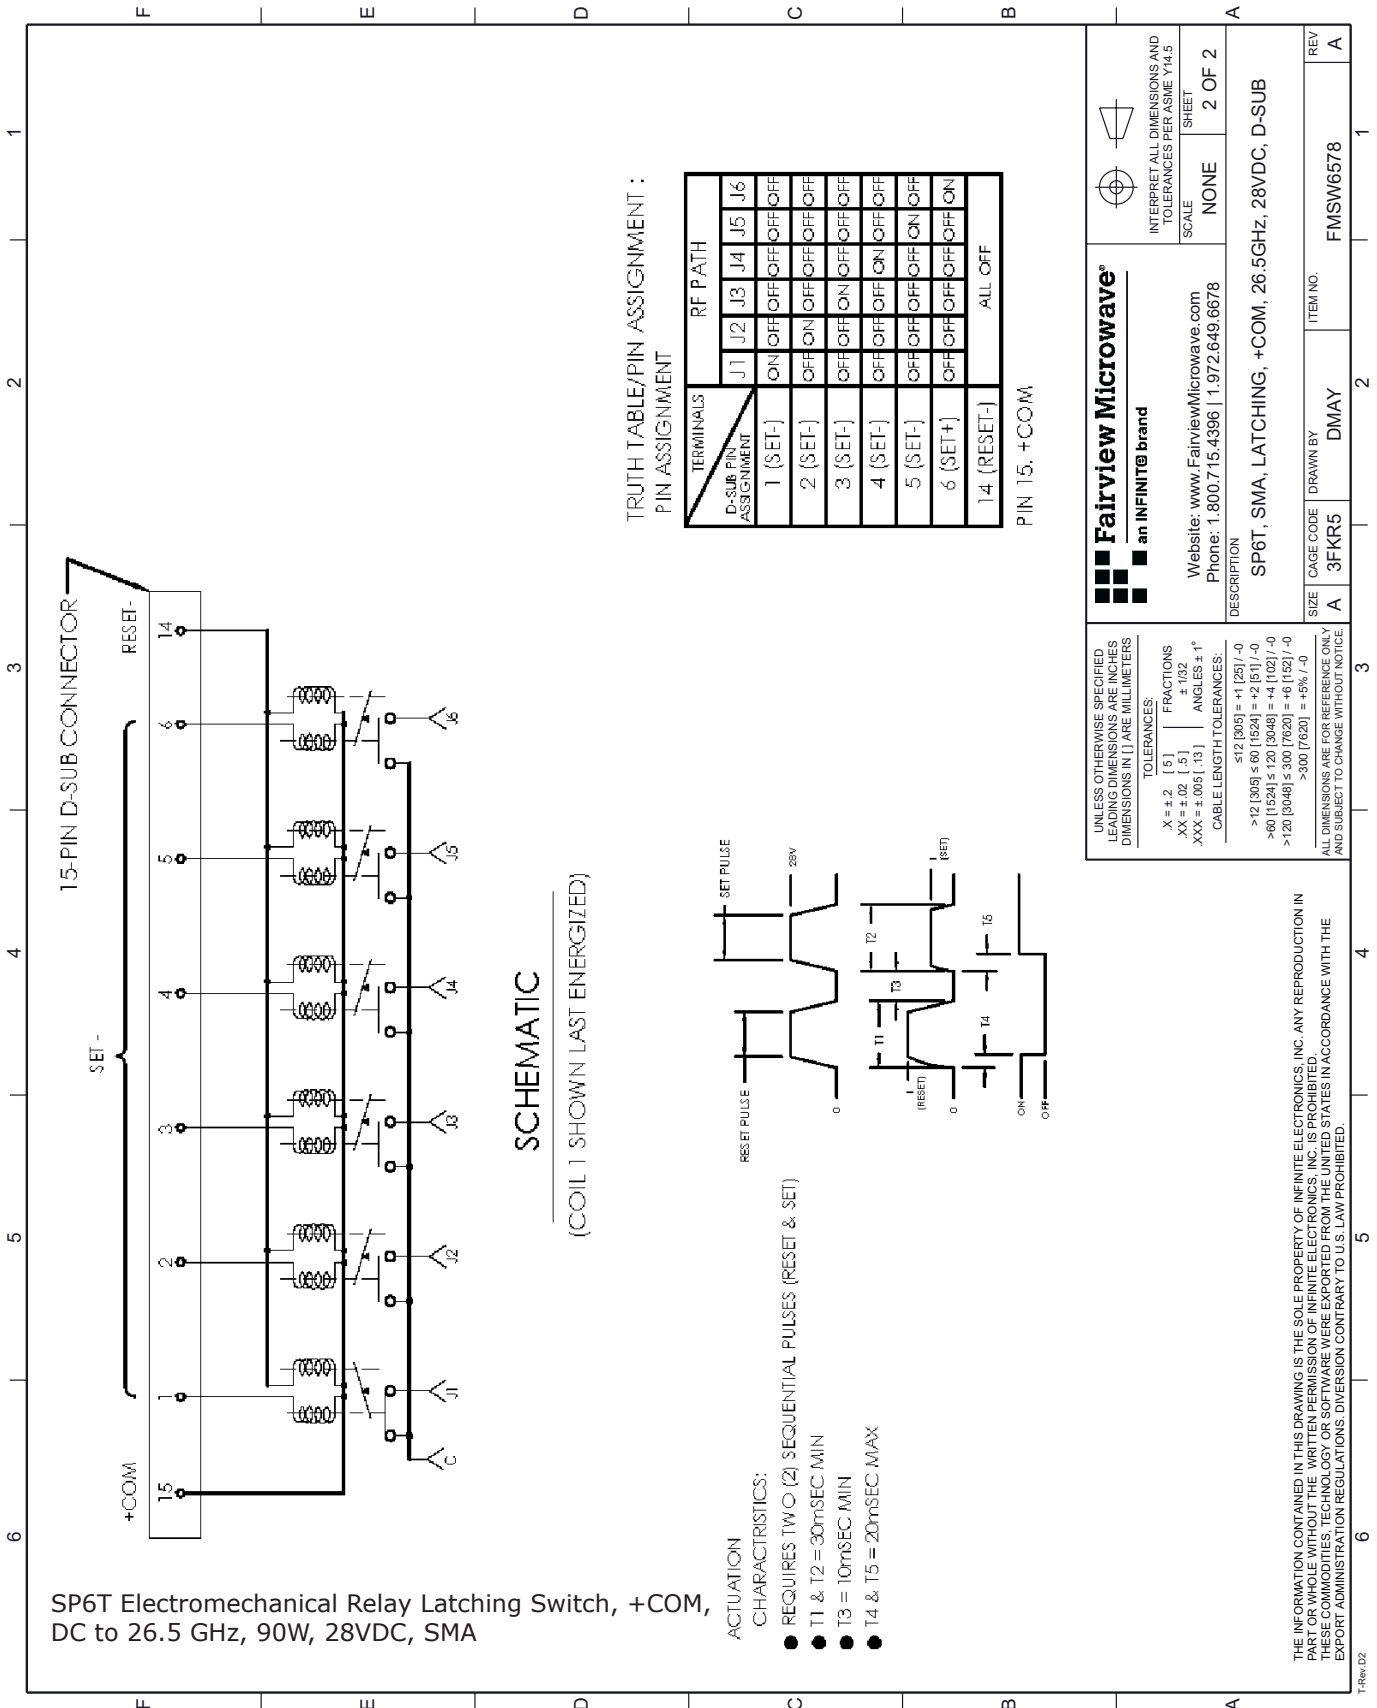 6
5
4
3
2
1
F
E
D
C
B
A
15-PIN D-SUB CONNECTOR
+COM
SET -
RESET-
15
1
2
3
4
5
6
14
C
J1
J2
J3
J4
J5
J6
SCHEMATIC
(COIL 1 SHOWN LAST ENERGIZED)
TRUTH TABLE/PIN ASSIGNMENT :
PIN ASSIGNMENT
TERMINALS
D-SUB PIN
ASSIGNMENT
RF PATH
J1 J2 J3 J4 J5 J6
1 (SET-) ON OFF OFF OFF OFF OFF
2 (SET-) OFF ON OFF OFF OFF OFF
3 (SET-) OFF OFF ON OFF OFF OFF
4 (SET-) OFF OFF OFF ON OFF OFF
5 (SET-) OFF OFF OFF OFF ON OFF
6 (SET+) OFF OFF OFF OFF OFF ON
14 (RESET-) ALL OFF
PIN 15. +COM
SP6T Electromechanical Relay Latching Switch, +COM,
DC to 26.5 GHz, 90W, 28VDC, SMA
ACTUATION
CHARACTRISTICS:
● REQUIRES TWO (2) SEQUENTIAL PULSES (RESET & SET)
● T1 & T2 = 30mSEC MIN
● T3 = 10mSEC MIN
● T4 & T5 = 20mSEC MAX
RESET PULSE
SET PULSE
28V
0
T1
T3
T2
I
(RESET)
I
(SET)
0
T4
T5
ON
OFF
UNLESS OTHERWISE SPECIFIED
LEADING DIMENSIONS ARE INCHES
DIMENSIONS IN [ ] ARE MILLIMETERS
TOLERANCES:
.X = ±.2 [ 5 ] FRACTIONS
.XX = ±.02 [ .5 ] ± 1/32
.XXX = ±.005 [ .13 ] ANGLES ± 1°
CABLE LENGTH TOLERANCES:
≤12 [305] = +1 [25] / -0
>12 [305] ≤ 60 [1524] = +2 [51] / -0
>60 [1524] ≤ 120 [3048] = +4 [102] / -0
>120 [3048] ≤ 300 [7620] = +6 [152] / -0
>300 [7620] = +5% / -0
ALL DIMENSIONS ARE FOR REFERENCE ONLY
AND SUBJECT TO CHANGE WITHOUT NOTICE.
Fairview Microwave®
an INFINIT® brand
Website: www.FairviewMicrowave.com
Phone: 1.800.715.4396 | 1.972.649.6678
INTERPRET ALL DIMENSIONS AND
TOLERANCES PER ASME Y14.5
SCALE
NONE
SHEET
2 OF 2
DESCRIPTION
SP6T, SMA, LATCHING, +COM, 26.5GHz, 28VDC, D-SUB
SIZE
A
CAGE CODE
3FKR5
DRAWN BY
DMAY
ITEM NO.
FMSW6578
REV
A
THE INFORMATION CONTAINED IN THIS DRAWING IS THE SOLE PROPERTY OF INFINITE ELECTRONICS, INC. ANY REPRODUCTION IN
PART OR WHOLE WITHOUT THE WRITTEN PERMISSION OF INFINITE ELECTRONICS, INC. IS PROHIBITED.
THESE COMMODITIES, TECHNOLOGY OR SOFTWARE WERE EXPORTED FROM THE UNITED STATES IN ACCORDANCE WITH THE
EXPORT ADMINISTRATION REGULATIONS. DIVERSION CONTRARY TO U.S. LAW PROHIBITED.
6
5
4
3
2
1
F
E
D
C
B
A
T-Rev.D2